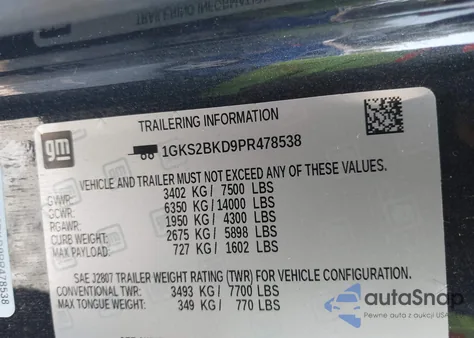 TRAILERING INFORMATION
gm
1GKS2BKD9PR478538
VEHICLE AND TRAILER MUST NOT EXCEED ANY OF THESE VALUES.
GVWR: 3402 KG / 7500 LBS
GCWR: 6350 KG / 14000 LBS
RGAWR: 1950 KG / 4300 LBS
CURB WEIGHT: 2675 KG / 5898 LBS
MAX PAYLOAD: 727 KG / 1602 LBS
SAE J2807 TRAILER WEIGHT RATING (TWR) FOR VEHICLE CONFIGURATION.
CONVENTIONAL TWR: 3493 KG / 7700 LBS
MAX TONGUE WEIGHT: 349 KG / 770 LBS
autoSnap
Pewne auta z aukcji USA